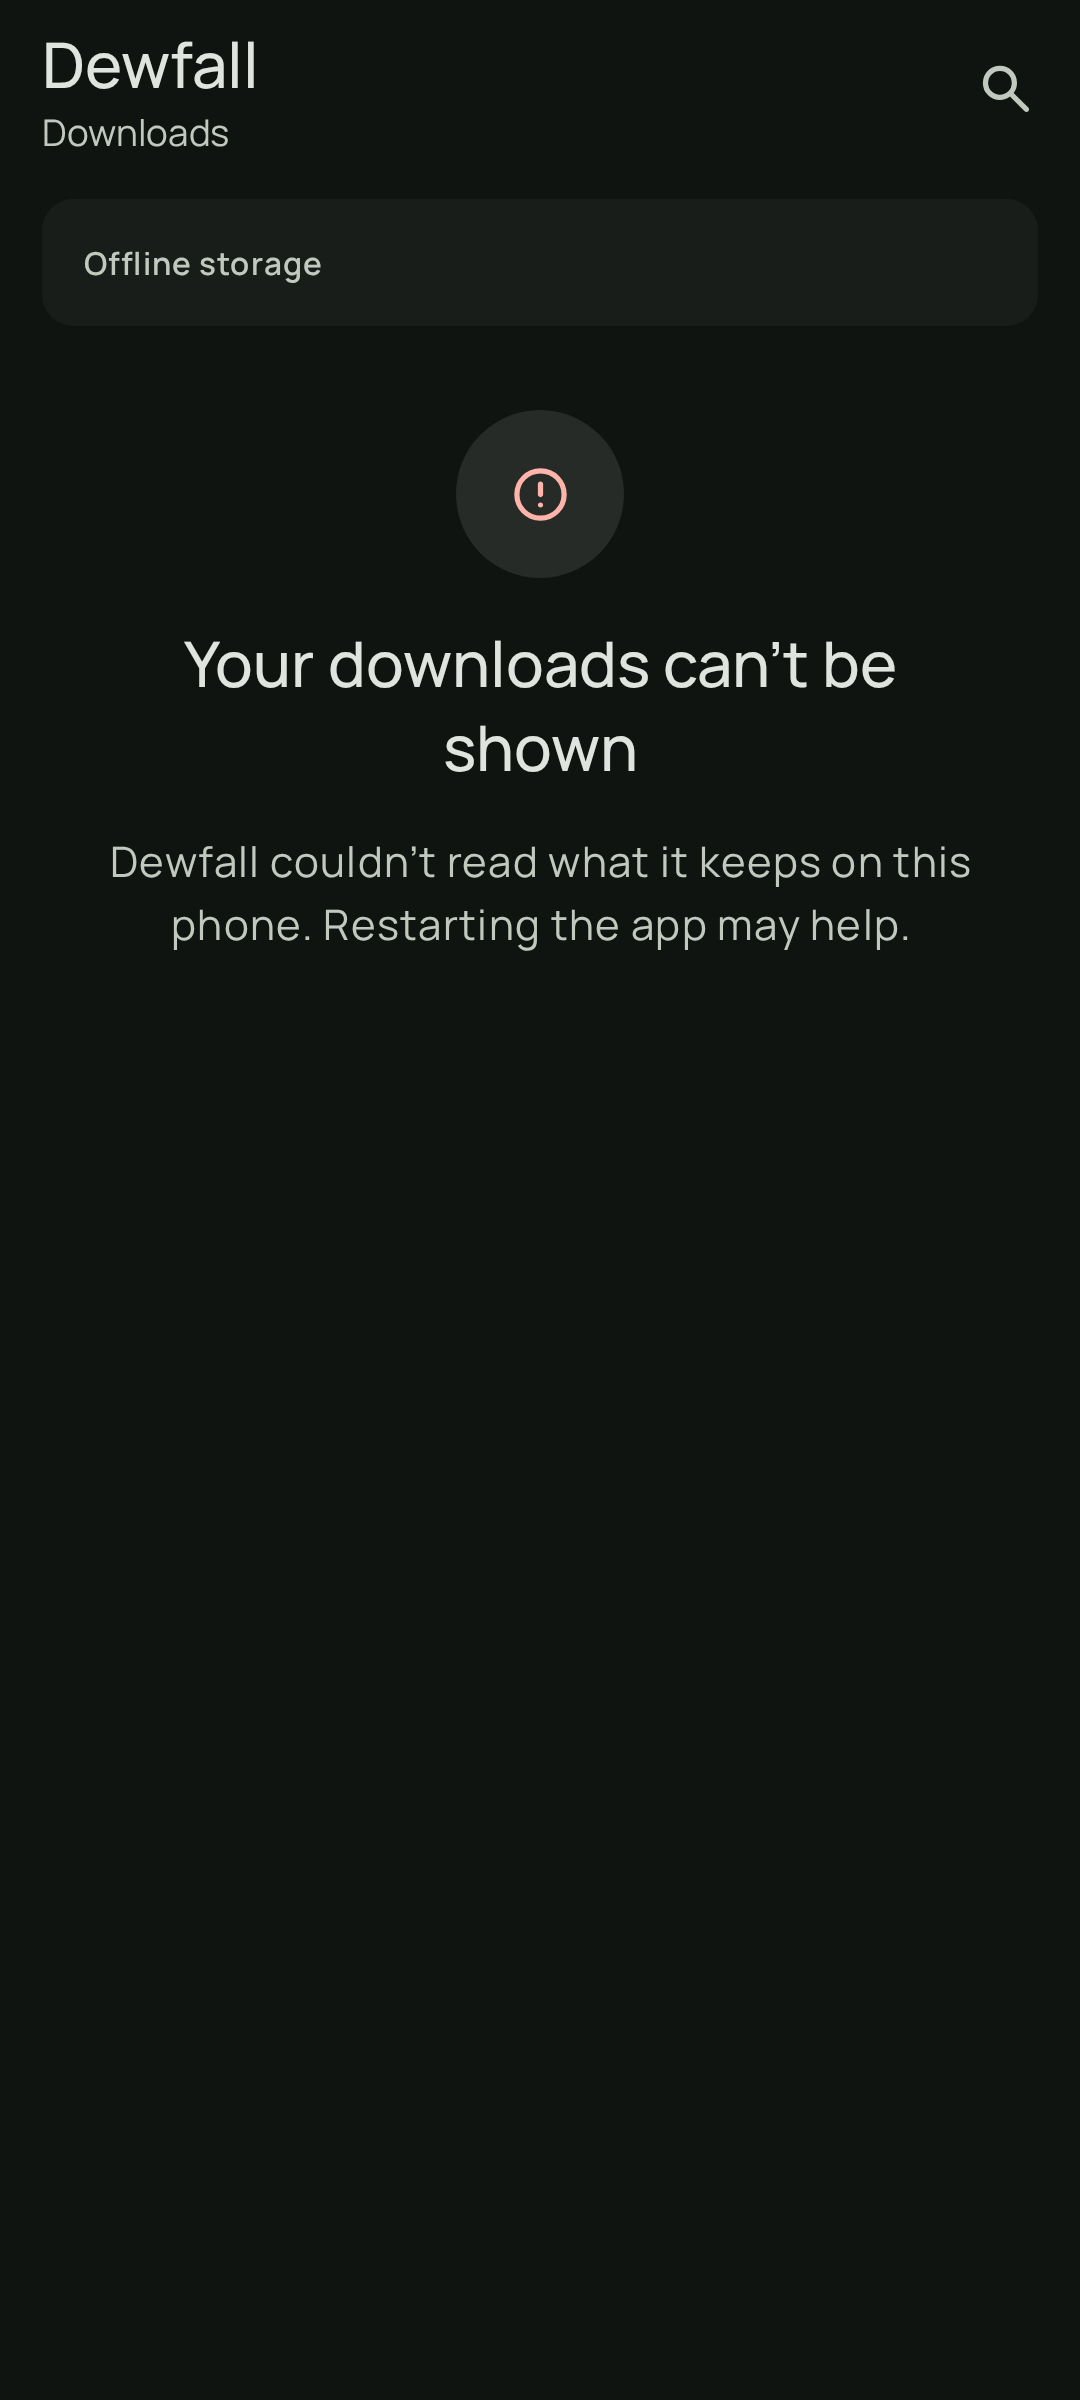 Dewfall
Downloads
Offline storage
Your downloads can’t be
shown
Dewfall couldn’t read what it keeps on this
phone. Restarting the app may help.